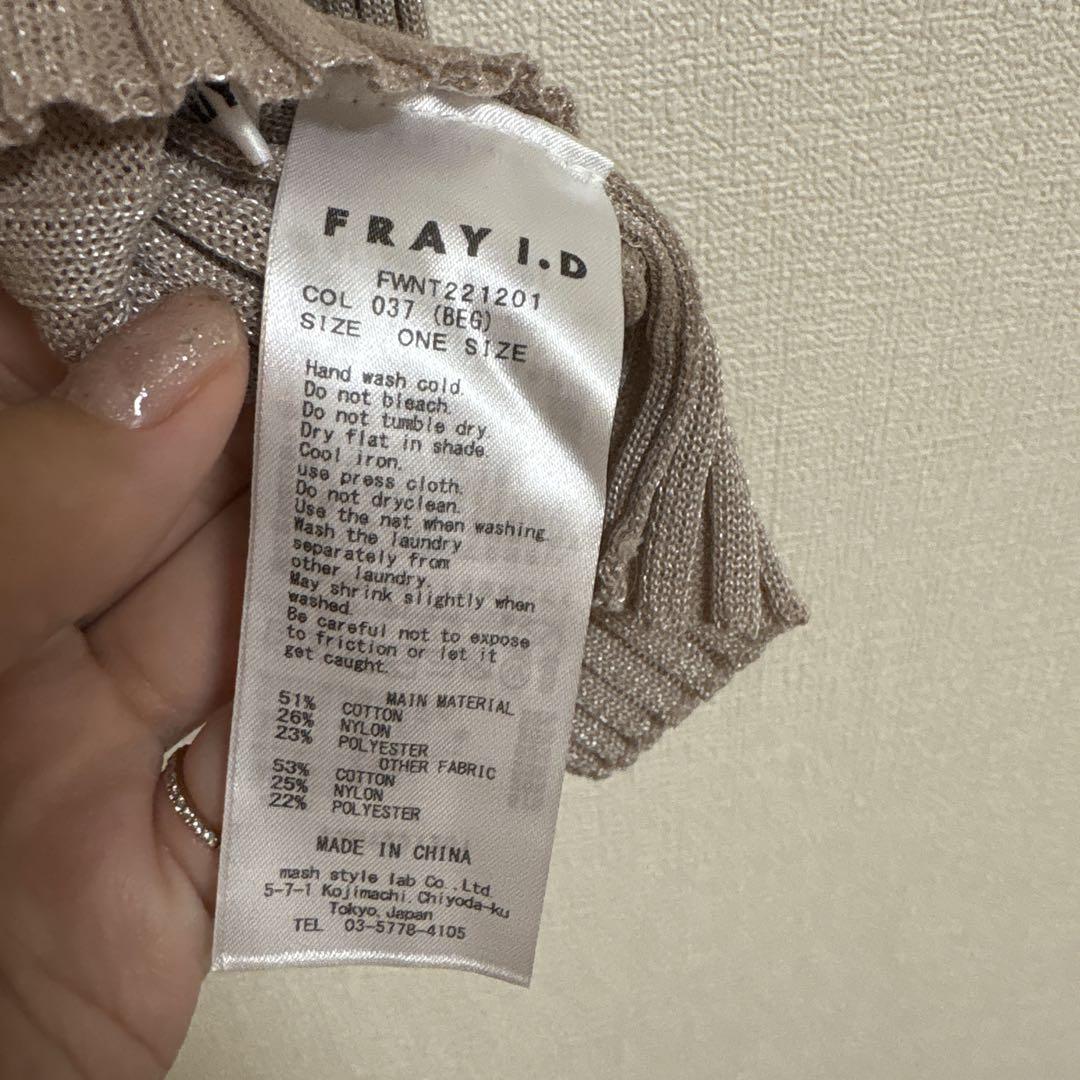 FRAY I.D
FWNT221201
COL 037 (BEG)
SIZE ONE SIZE
Hand wash cold.
Do not bleach.
Do not tumble dry.
Dry flat in shade.
Cool iron.
use press cloth.
Do not dryclean.
Use the net when washing.
Wash the laundry
separately from
other laundry.
May shrink slightly when
washed.
Be careful not to expose
to friction or let it
get caught.
MAIN MATERIAL
51% COTTON
26% NYLON
23% POLYESTER
OTHER FABRIC
53% COTTON
25% NYLON
22% POLYESTER
MADE IN CHINA
mash style lab Co.,Ltd.
5-7-1 Kojimachi, Chiyoda-ku
Tokyo, Japan
TEL 03-5778-4105